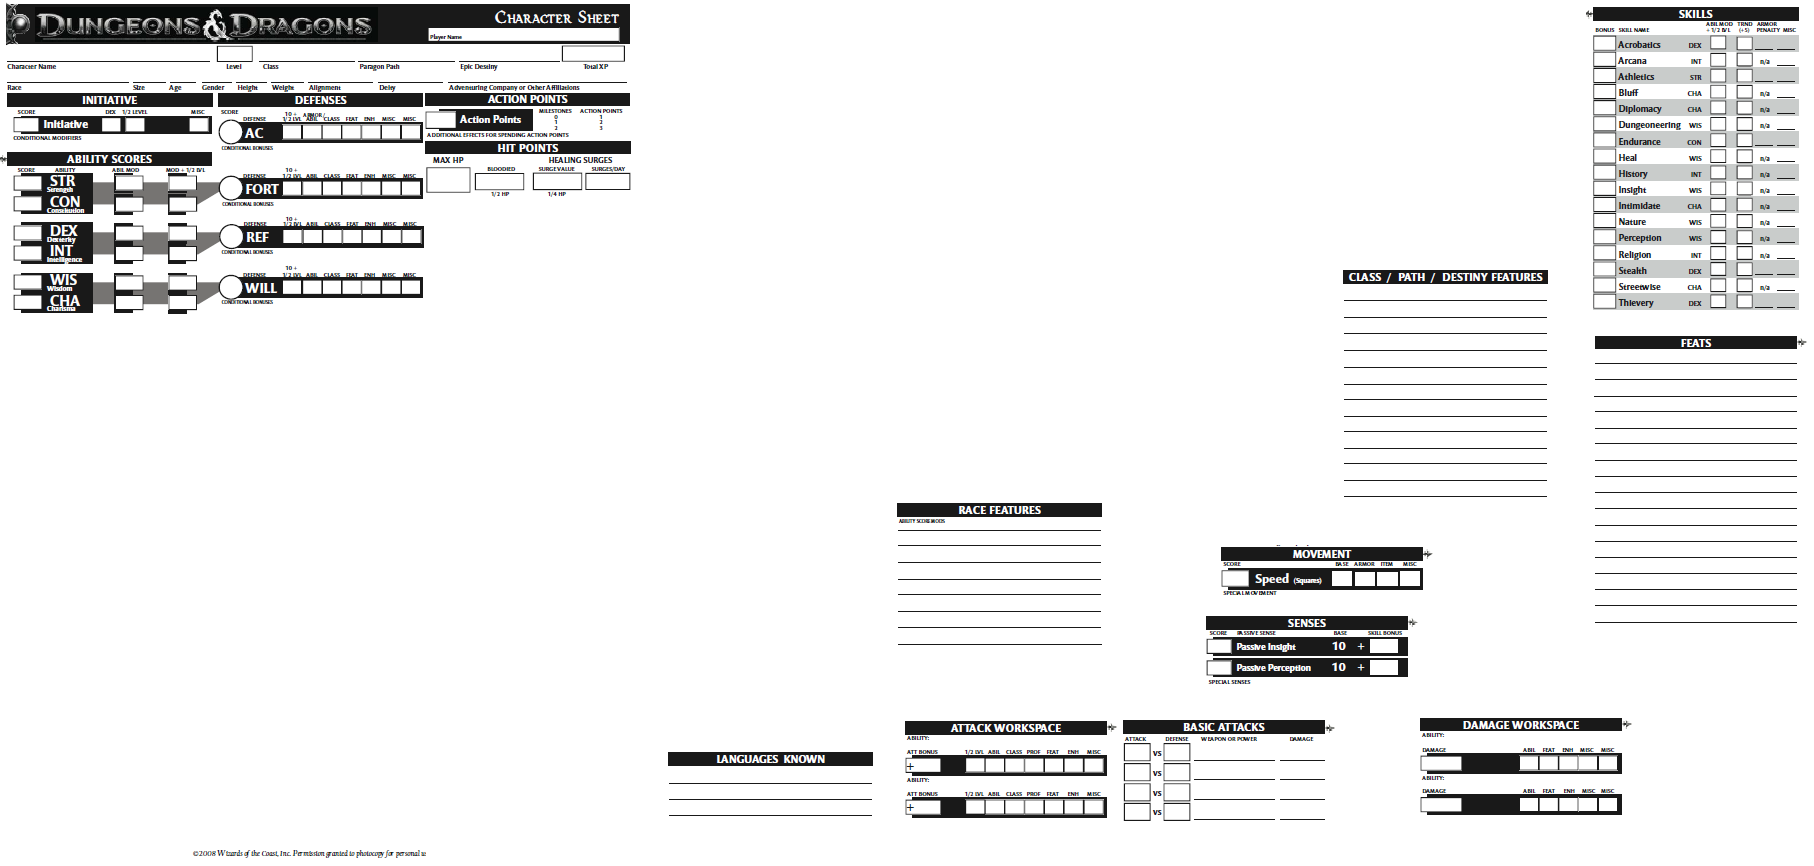 DUNGEONS & DRAGONS
CHARACTER SHEET
Player Name
Character Name Level Class Paragon Path Epic Destiny Total XP
Race Size Age Gender Height Weight Alignment Deity Adventuring Company or Other Affiliations
INITIATIVE
SCORE DEX 1/2 LEVEL MISC
Initiative
CONDITIONAL MODIFIERS
ABILITY SCORES
SCORE ABILITY ABIL MOD MOD + 1/2 LVL
STR
Strength
CON
Constitution
DEX
Dexterity
INT
Intelligence
WIS
Wisdom
CHA
Charisma
DEFENSES
SCORE DEFENSE 10 + 1/2 LVL ARMOR / ABIL CLASS FEAT ENH MISC MISC
AC
CONDITIONAL BONUSES
DEFENSE 10 + 1/2 LVL ABIL CLASS FEAT ENH MISC MISC
FORT
CONDITIONAL BONUSES
DEFENSE 10 + 1/2 LVL ABIL CLASS FEAT ENH MISC MISC
REF
CONDITIONAL BONUSES
DEFENSE 10 + 1/2 LVL ABIL CLASS FEAT ENH MISC MISC
WILL
CONDITIONAL BONUSES
ACTION POINTS
Action Points
MILESTONES ACTION POINTS
0 1
1 2
2 3
ADDITIONAL EFFECTS FOR SPENDING ACTION POINTS
HIT POINTS
MAX HP HEALING SURGES
BLOODIED SURGE VALUE SURGES/DAY
1/2 HP 1/4 HP
SKILLS
BONUS SKILL NAME ABIL MOD + 1/2 LVL TRND (+5) ARMOR PENALTY MISC
Acrobatics DEX
Arcana INT n/a
Athletics STR
Bluff CHA n/a
Diplomacy CHA n/a
Dungeoneering WIS n/a
Endurance CON
Heal WIS n/a
History INT n/a
Insight WIS n/a
Intimidate CHA n/a
Nature WIS n/a
Perception WIS n/a
Religion INT n/a
Stealth DEX
Streetwise CHA n/a
Thievery DEX
CLASS / PATH / DESTINY FEATURES
FEATS
RACE FEATURES
ABILITY SCORE MODS
MOVEMENT
SCORE BASE ARMOR ITEM MISC
Speed (Squares)
SPECIAL MOVEMENT
SENSES
SCORE PASSIVE SENSE BASE SKILL BONUS
Passive Insight 10 +
Passive Perception 10 +
SPECIAL SENSES
LANGUAGES KNOWN
ATTACK WORKSPACE
ABILITY:
ATT BONUS 1/2 LVL ABIL CLASS PROF FEAT ENH MISC
+
ABILITY:
ATT BONUS 1/2 LVL ABIL CLASS PROF FEAT ENH MISC
+
BASIC ATTACKS
ATTACK DEFENSE WEAPON OR POWER DAMAGE
VS
VS
VS
VS
DAMAGE WORKSPACE
ABILITY:
DAMAGE ABIL FEAT ENH MISC MISC
ABILITY:
DAMAGE ABIL FEAT ENH MISC MISC
©2008 Wizards of the Coast, Inc. Permission granted to photocopy for personal u